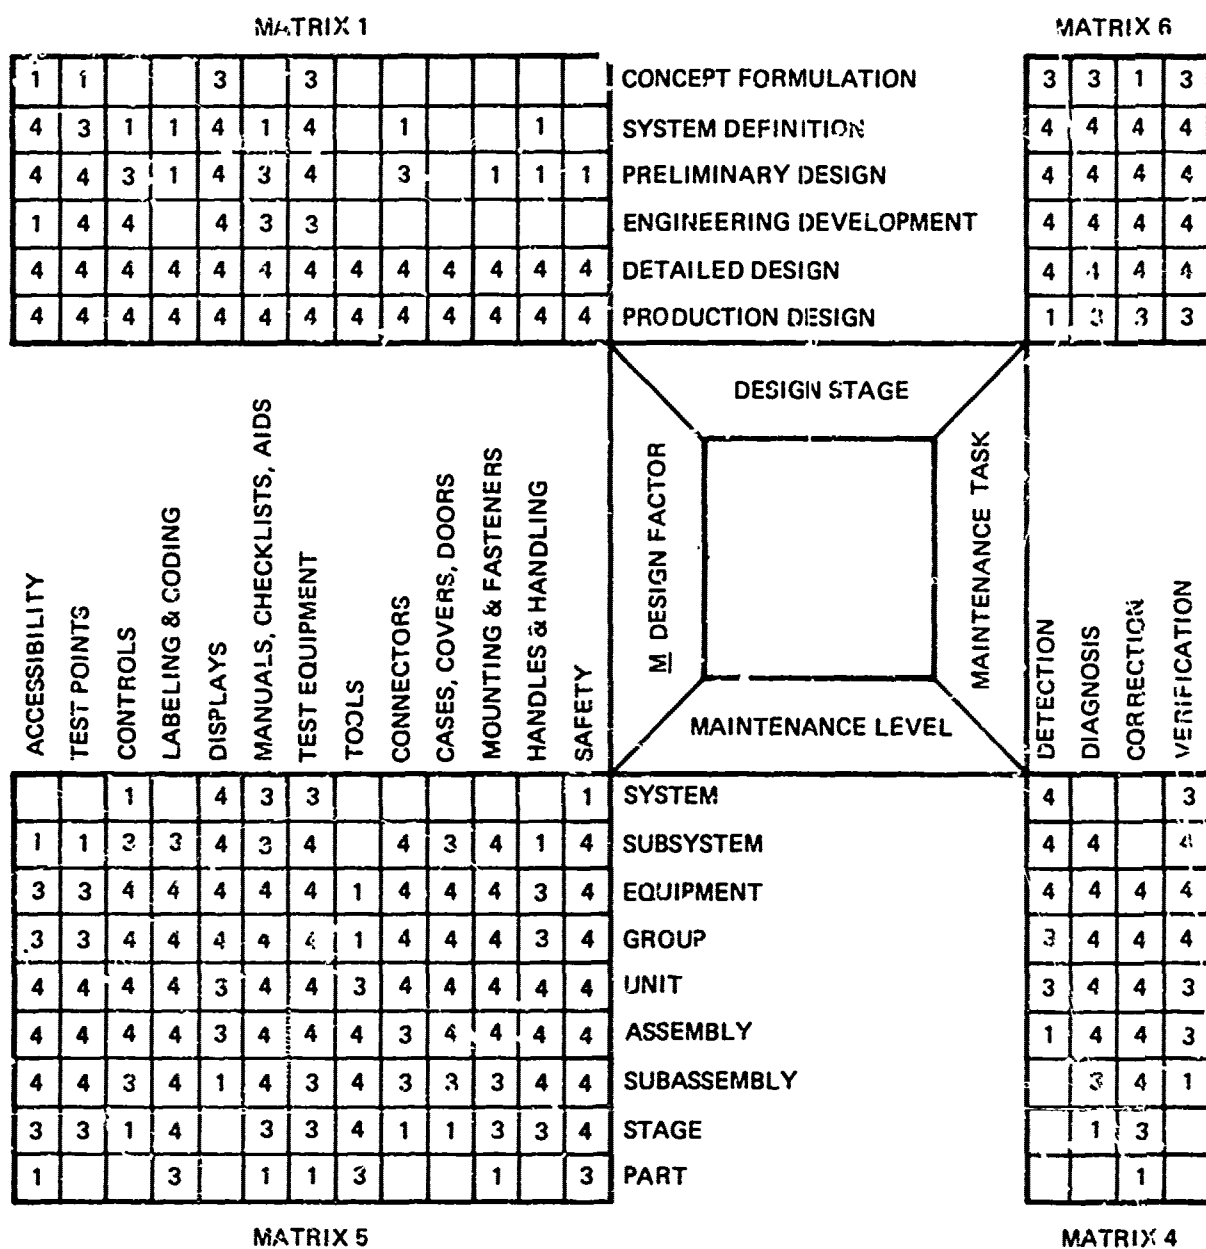 MATRIX 1 MATRIX 6
1 1 3 3 CONCEPT FORMULATION 3 3 1 3
4 3 1 1 4 1 4 1 1 SYSTEM DEFINITION 4 4 4 4
4 4 3 1 4 3 4 3 1 1 1 PRELIMINARY DESIGN 4 4 4 4
1 4 4 4 3 3 ENGINEERING DEVELOPMENT 4 4 4 4
4 4 4 4 4 4 4 4 4 4 4 4 4 DETAILED DESIGN 4 4 4 4
4 4 4 4 4 4 4 4 4 4 4 4 4 PRODUCTION DESIGN 1 3 3 3
ACCESSIBILITY
TEST POINTS
CONTROLS
LABELING & CODING
DISPLAYS
MANUALS, CHECKLISTS, AIDS
TEST EQUIPMENT
TOOLS
CONNECTORS
CASES, COVERS, DOORS
MOUNTING & FASTENERS
HANDLES & HANDLING
SAFETY
DESIGN STAGE
M DESIGN FACTOR
MAINTENANCE TASK
MAINTENANCE LEVEL
DETECTION
DIAGNOSIS
CORRECTION
VERIFICATION
1 4 3 3 1 SYSTEM 4 3
1 1 3 3 4 3 4 4 3 4 1 4 SUBSYSTEM 4 4 4
3 3 4 4 4 4 4 1 4 4 4 3 4 EQUIPMENT 4 4 4 4
3 3 4 4 4 4 4 1 4 4 4 3 4 GROUP 3 4 4 4
4 4 4 4 3 4 4 3 4 4 4 4 4 UNIT 3 4 4 3
4 4 4 4 3 4 4 4 3 4 4 4 4 ASSEMBLY 1 4 4 3
4 4 3 4 1 4 3 4 3 3 3 4 4 SUBASSEMBLY 3 4 1
3 3 1 4 3 3 4 1 1 3 3 4 STAGE 1 3
1 3 1 1 3 1 3 PART 1
MATRIX 5 MATRIX 4